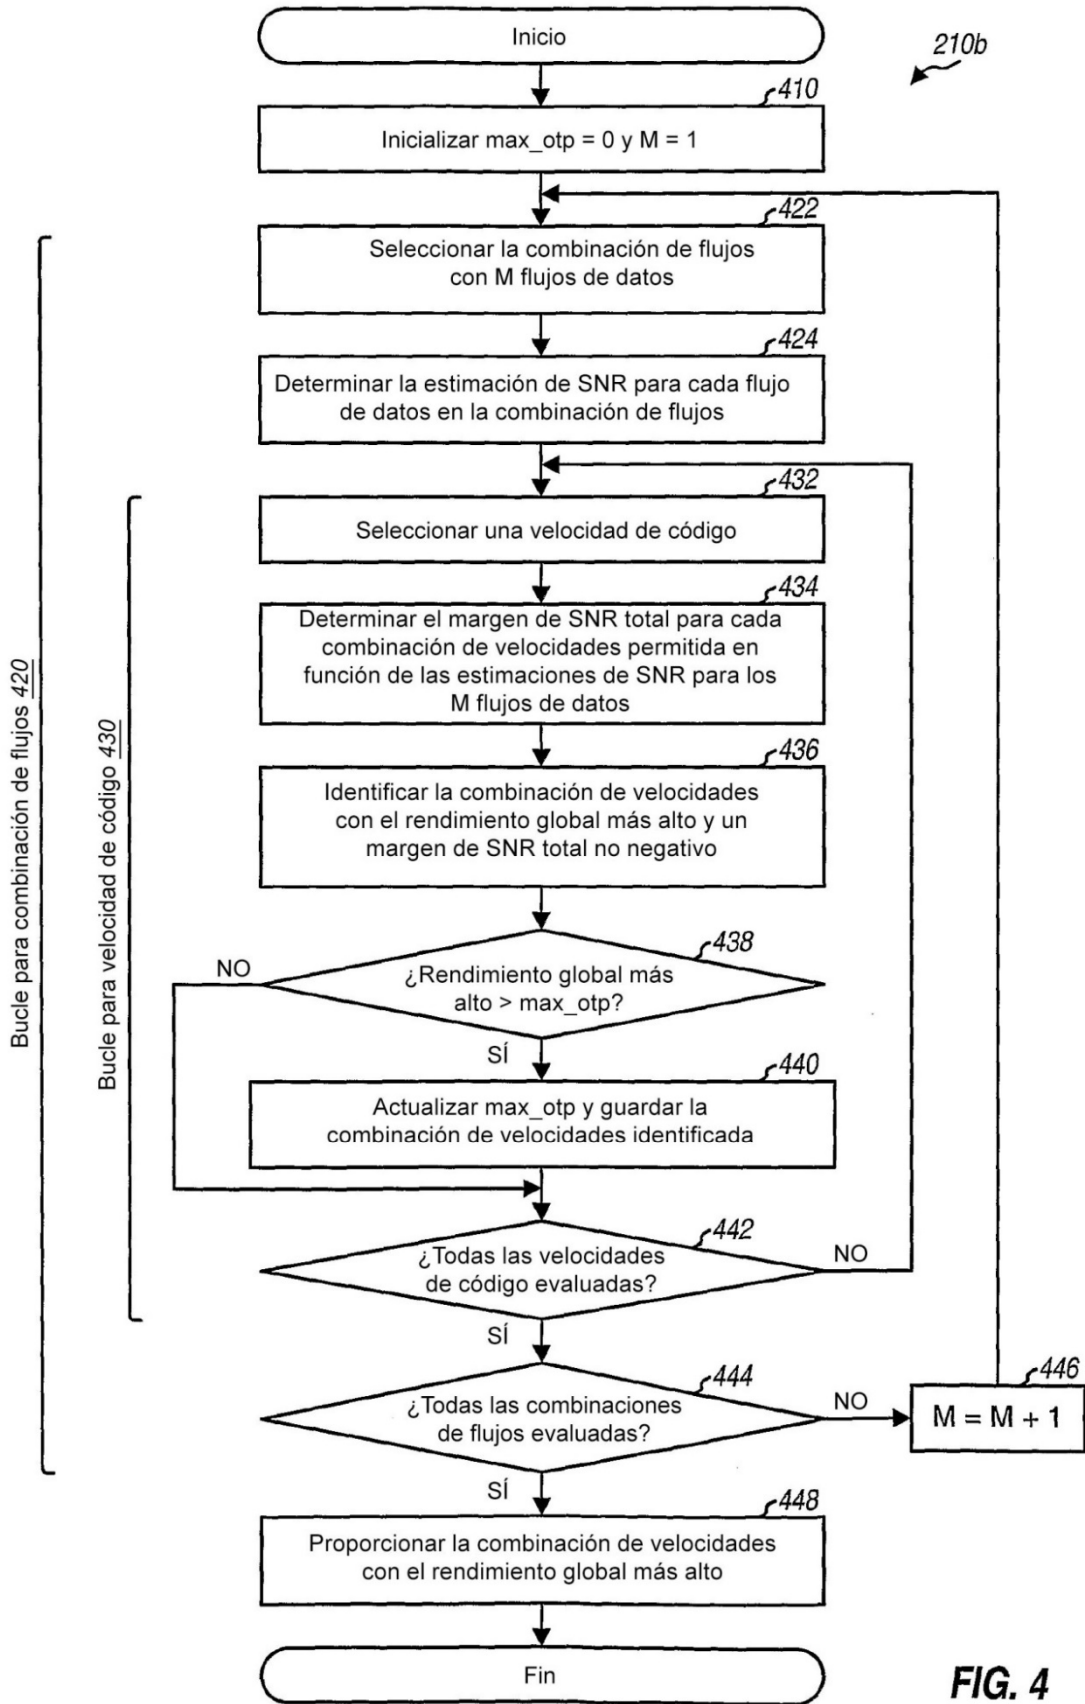 Inicio
210b
410
Inicializar max_otp = 0 y M = 1
422
Seleccionar la combinación de flujos
con M flujos de datos
424
Determinar la estimación de SNR para cada flujo
de datos en la combinación de flujos
432
Seleccionar una velocidad de código
434
Determinar el margen de SNR total para cada
combinación de velocidades permitida en
función de las estimaciones de SNR para los
M flujos de datos
436
Identificar la combinación de velocidades
con el rendimiento global más alto y un
margen de SNR total no negativo
438
NO
¿Rendimiento global más
alto > max_otp?
SÍ
440
Actualizar max_otp y guardar la
combinación de velocidades identificada
442
¿Todas las velocidades
de código evaluadas?
NO
SÍ
444
¿Todas las combinaciones
de flujos evaluadas?
NO
446
M = M + 1
SÍ
448
Proporcionar la combinación de velocidades
con el rendimiento global más alto
Fin
Bucle para combinación de flujos 420
Bucle para velocidad de código 430
FIG. 4